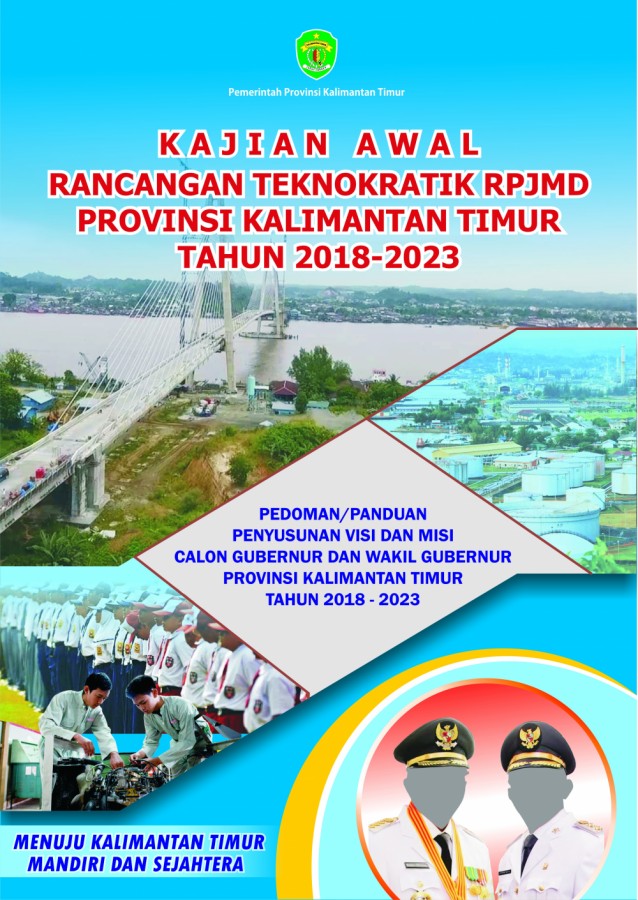 Pemerintah Provinsi Kalimantan Timur
KAJIAN AWAL
RANCANGAN TEKNOKRATIK RPJMD
PROVINSI KALIMANTAN TIMUR
TAHUN 2018-2023
PEDOMAN/PANDUAN
PENYUSUNAN VISI DAN MISI
CALON GUBERNUR DAN WAKIL GUBERNUR
PROVINSI KALIMANTAN TIMUR
TAHUN 2018 - 2023
MENUJU KALIMANTAN TIMUR
MANDIRI DAN SEJAHTERA